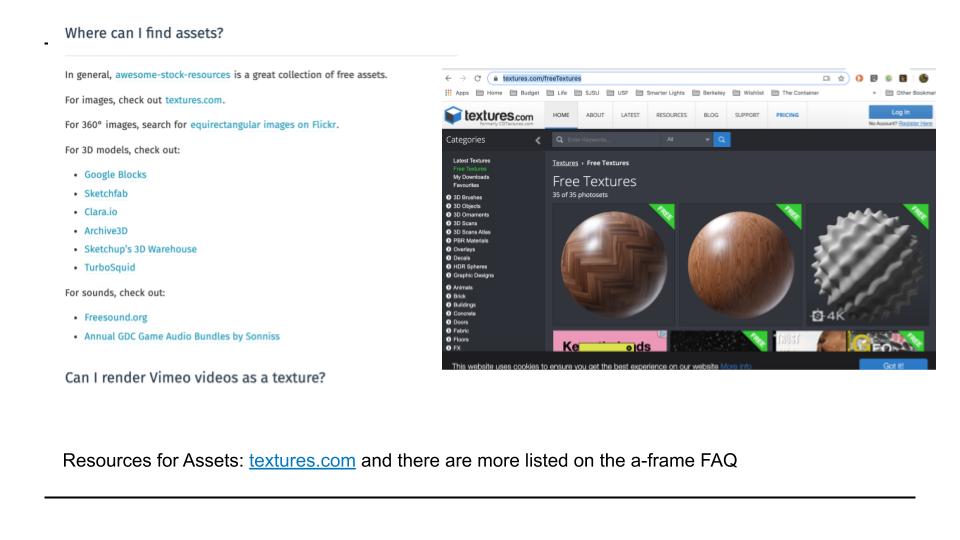 Where can I find assets?
In general, awesome-stock-resources is a great collection of free assets.
For images, check out textures.com.
For 360° images, search for equirectangular images on Flickr.
For 3D models, check out:
• Google Blocks
• Sketchfab
• Clara.io
• Archive3D
• Sketchup's 3D Warehouse
• TurboSquid
For sounds, check out:
• Freesound.org
• Annual GDC Game Audio Bundles by Sonniss
Can I render Vimeo videos as a texture?
textures.com/freeTextures
Apps Home Budget Life SJSU USF Smarter Lights Berkeley Wishlist The Container » Other Bookmar
textures.com
formerly CGTextures.com
HOME ABOUT LATEST RESOURCES BLOG SUPPORT PRICING
Log In
No Account? Register Here
Categories
Enter Keywords... All
Latest Textures
Free Textures
My Downloads
Favourites
3D Brushes
3D Objects
3D Ornaments
3D Scans
3D Scans Atlas
PBR Materials
Overlays
Decals
HDR Spheres
Graphic Designs
Animals
Brick
Buildings
Concrete
Doors
Fabric
Floors
FX
Textures › Free Textures
Free Textures
35 of 35 photosets
FREE FREE FREE
4K
FREE FREE
This website uses cookies to ensure you get the best experience on our website More info
Got it!
Resources for Assets: textures.com and there are more listed on the a-frame FAQ